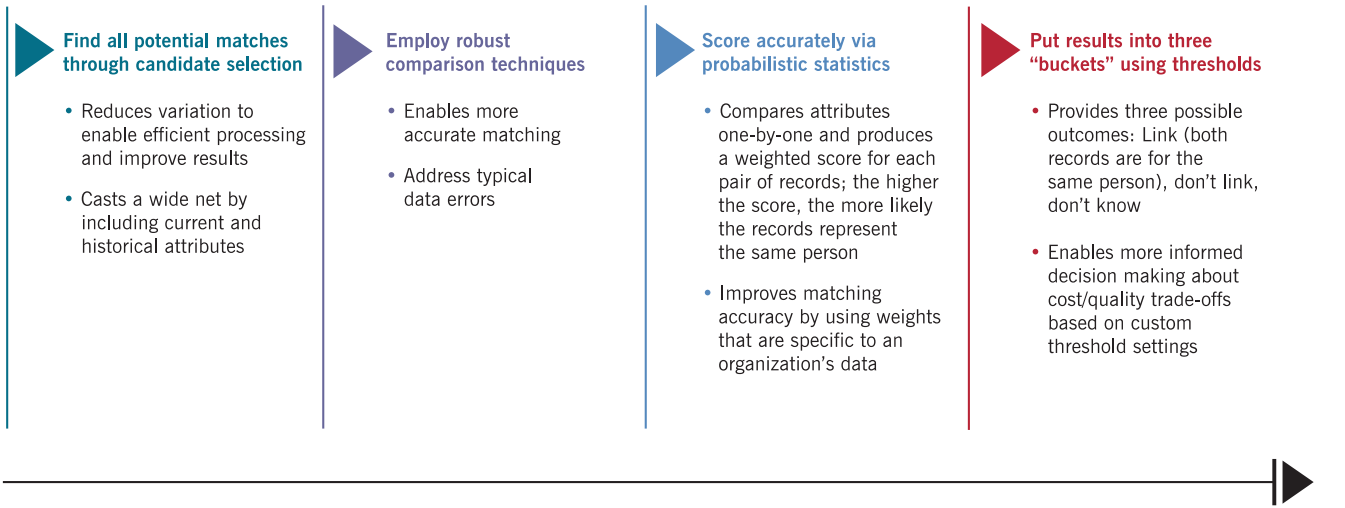 Find all potential matches
through candidate selection
• Reduces variation to
enable efficient processing
and improve results
• Casts a wide net by
including current and
historical attributes
Employ robust
comparison techniques
• Enables more
accurate matching
• Address typical
data errors
Score accurately via
probabilistic statistics
• Compares attributes
one-by-one and produces
a weighted score for each
pair of records; the higher
the score, the more likely
the records represent
the same person
• Improves matching
accuracy by using weights
that are specific to an
organization’s data
Put results into three
“buckets” using thresholds
• Provides three possible
outcomes: Link (both
records are for the
same person), don’t link,
don’t know
• Enables more informed
decision making about
cost/quality trade-offs
based on custom
threshold settings